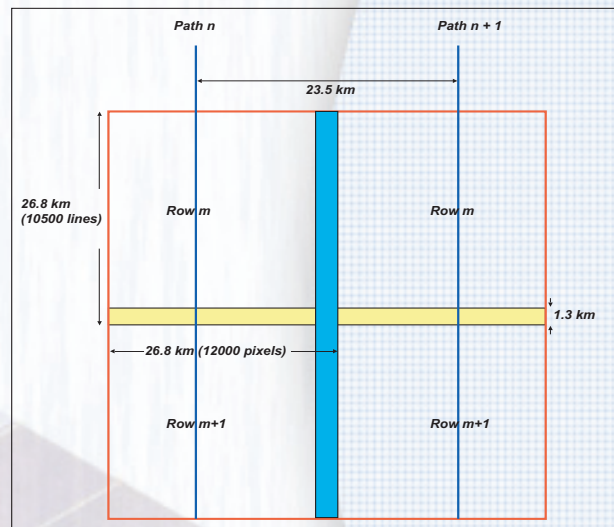 Path n
Path n + 1
23.5 km
26.8 km
(10500 lines)
Row m
Row m
1.3 km
26.8 km (12000 pixels)
Row m+1
Row m+1